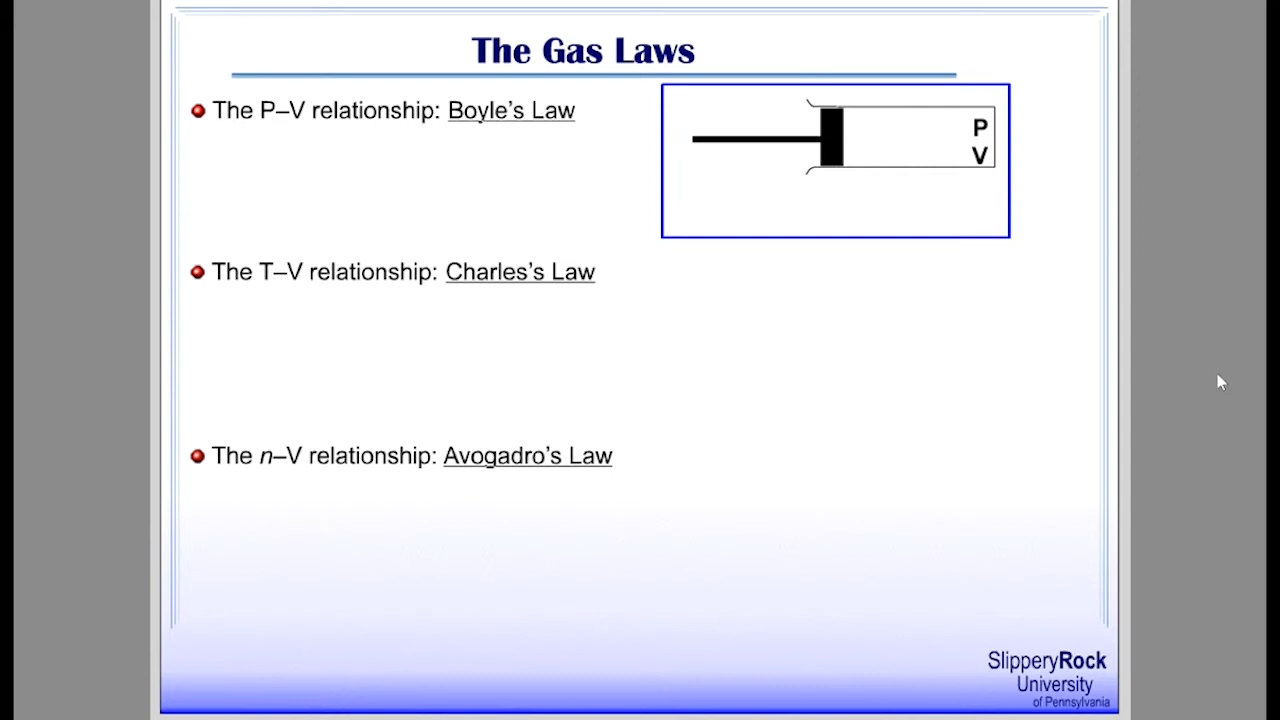 The Gas Laws
The P–V relationship: Boyle’s Law
P
V
The T–V relationship: Charles’s Law
The n–V relationship: Avogadro’s Law
SlipperyRock
University
of Pennsylvania